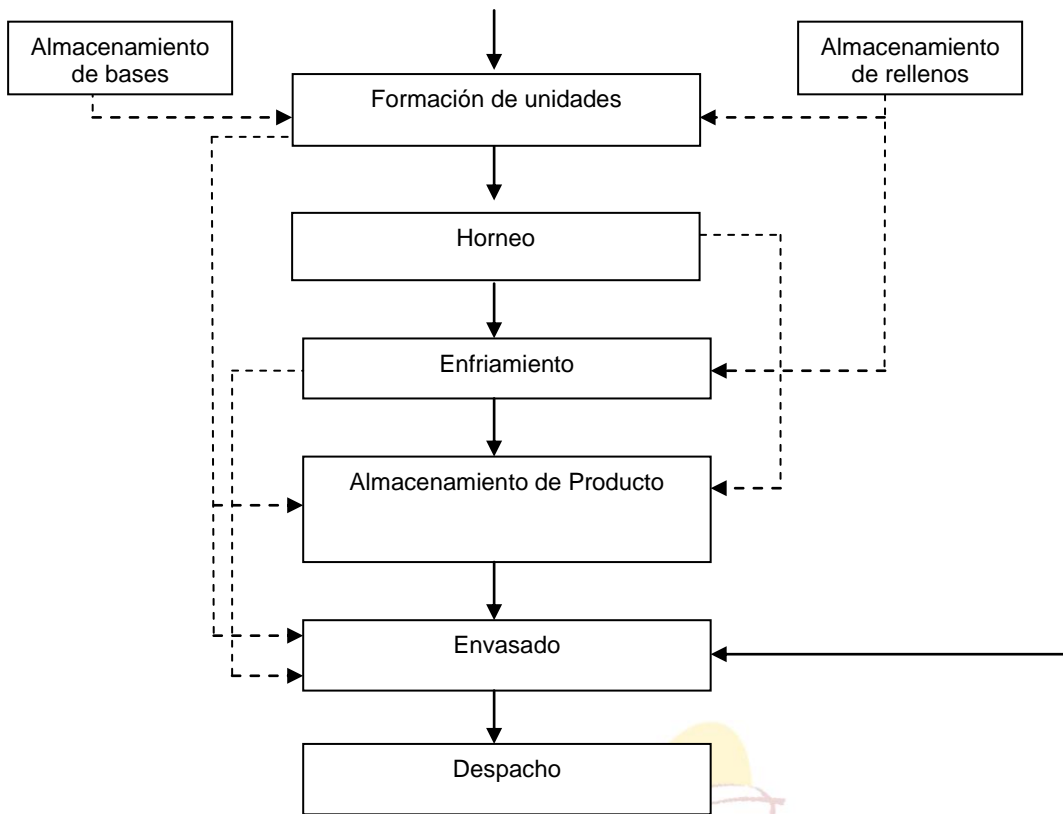 Almacenamiento
de bases
Almacenamiento
de rellenos
Formación de unidades
Horneo
Enfriamiento
Almacenamiento de Producto
Envasado
Despacho